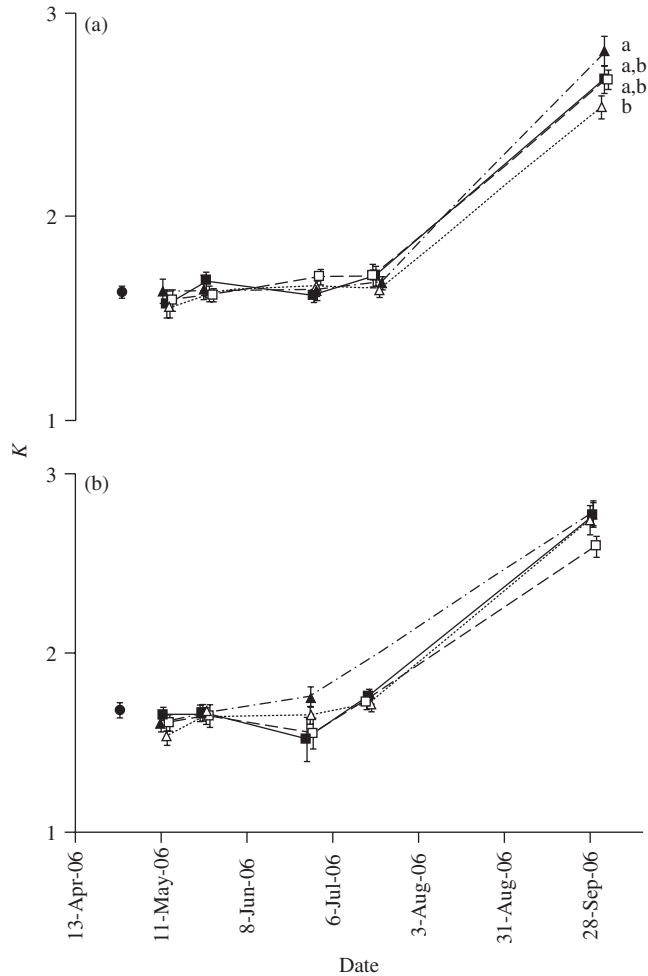 3
(a)
a
a,b
a,b
b
2
1
K
3
(b)
2
1
13-Apr-06
11-May-06
8-Jun-06
6-Jul-06
3-Aug-06
31-Aug-06
28-Sep-06
Date